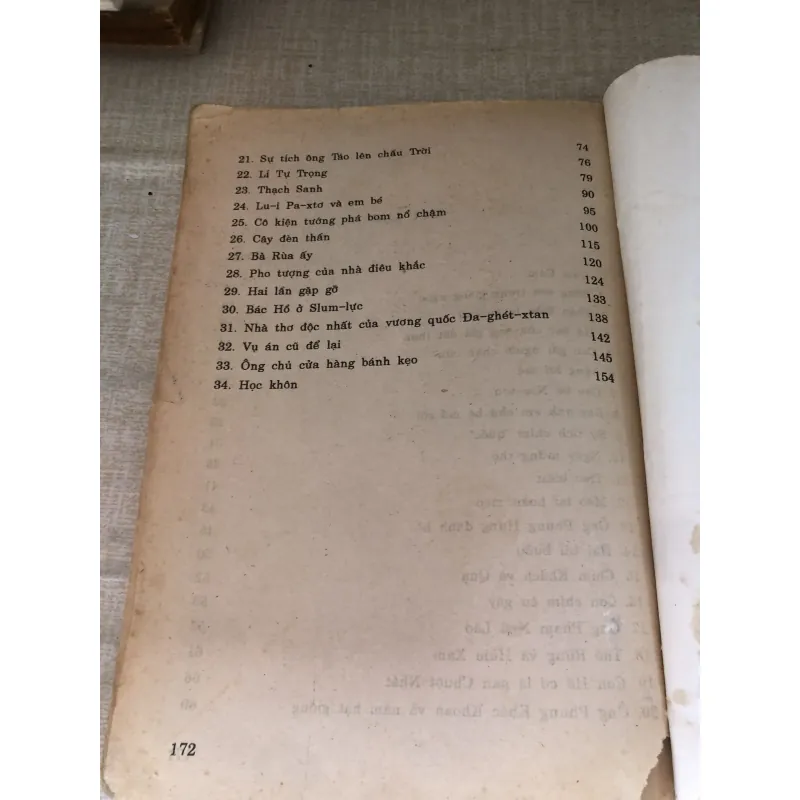 21. Sự tích ông Táo lên chầu Trời 74
22. Lí Tự Trọng 76
23. Thạch Sanh 79
24. Lu-i Pa-xtơ và em bé 90
25. Cô kiện tướng phá bom nổ chậm 95
26. Cây đèn thần 100
27. Bà Rùa ấy 115
28. Pho tượng của nhà điêu khắc 120
29. Hai lần gặp gỡ 124
30. Bác Hồ ở Slum-lực 133
31. Nhà thơ độc nhất của vương quốc Đa-ghét-xtan 138
32. Vụ án cũ để lại 142
33. Ông chủ cửa hàng bánh kẹo 145
34. Học khôn 154
172